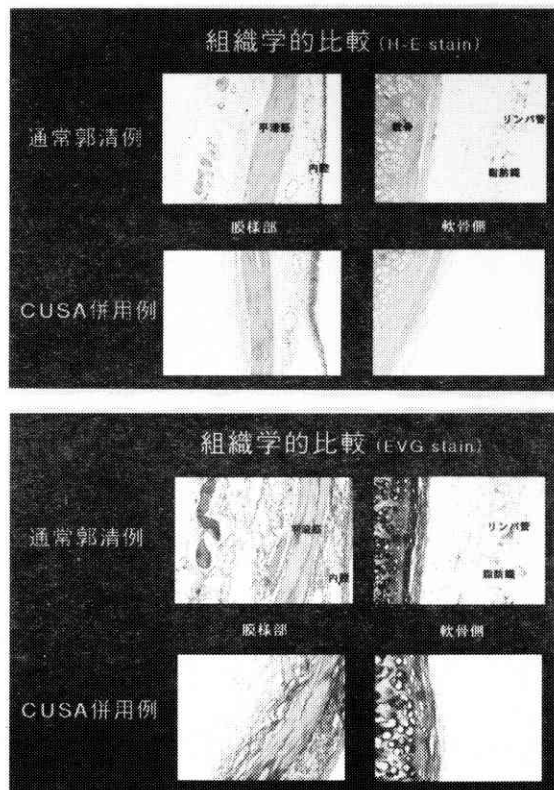 組織学的比較 (H-E stain)
通常郭清例
平滑筋
内腔
軟骨
リンパ管
脂肪織
膜様部
軟骨側
CUSA併用例
組織学的比較 (EVG stain)
通常郭清例
平滑筋
内腔
リンパ管
脂肪織
膜様部
軟骨側
CUSA併用例